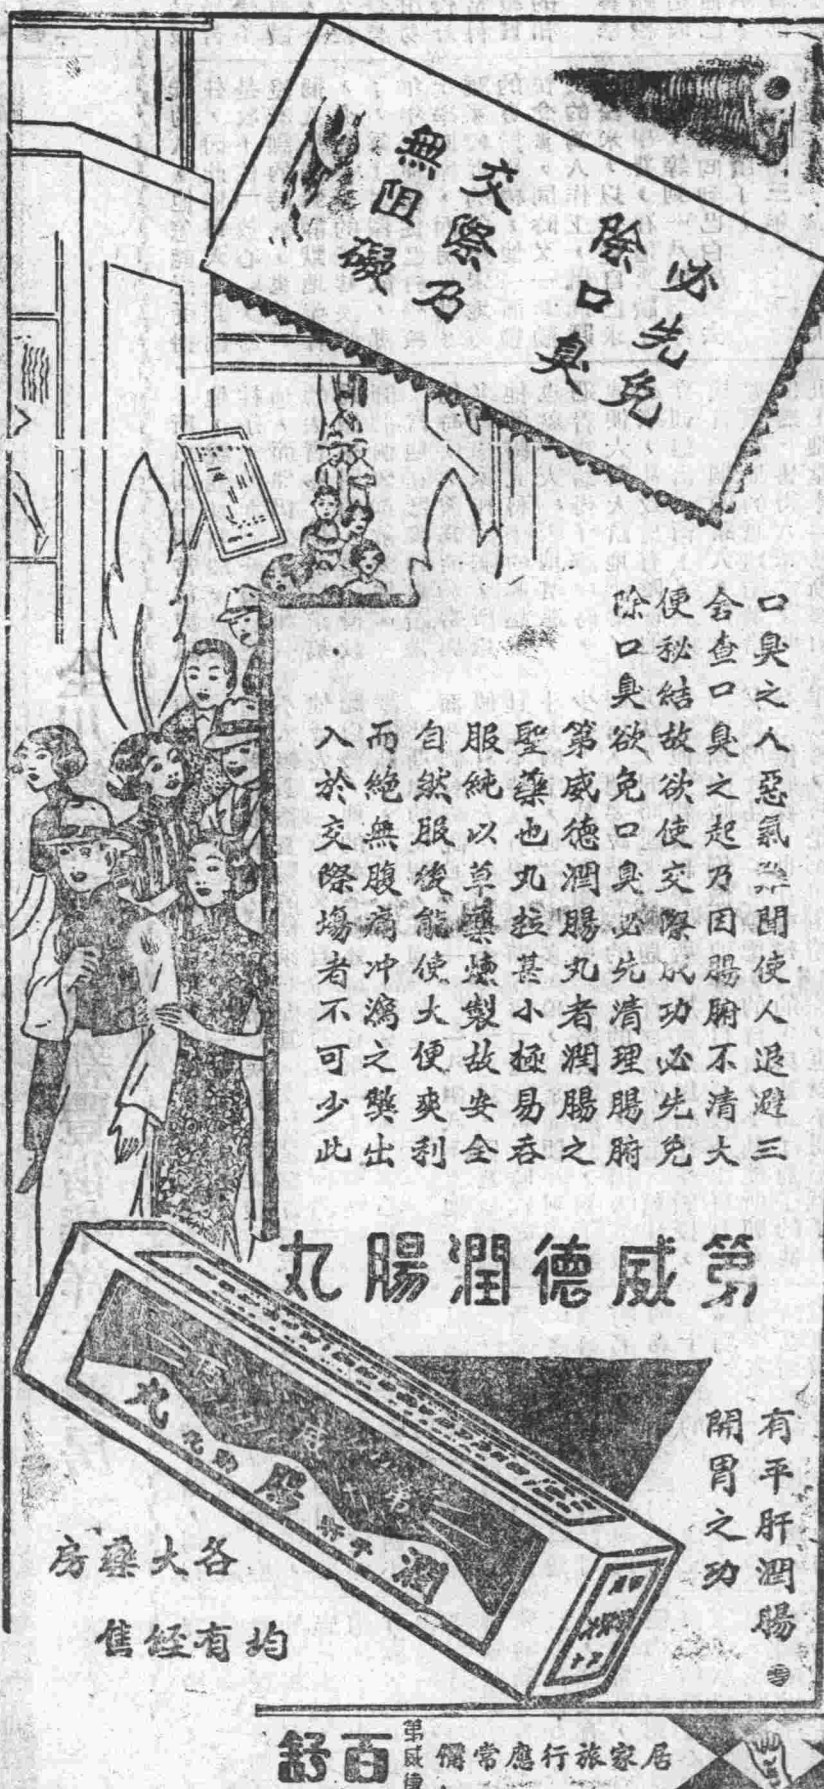 必先免
除口臭
交際乃
無阻礙
口臭之人惡氣難聞使人退避三
舍查口臭之起乃因腸腑不清大
便秘結故欲使交際成功必先免
除口臭欲免口臭必先清理腸腑
第威德潤腸丸者潤腸之
聖藥也丸粒甚小極易吞
服純以草藥煉製故安全
自然服後能使大便爽利
而絕無腹痛冲瀉之弊出
入於交際塲者不可少此
第威德潤腸丸
有平肝潤腸
開胃之功
潤腸丸
各大藥房
均有經售
居家旅行應常備
第威德
百舒